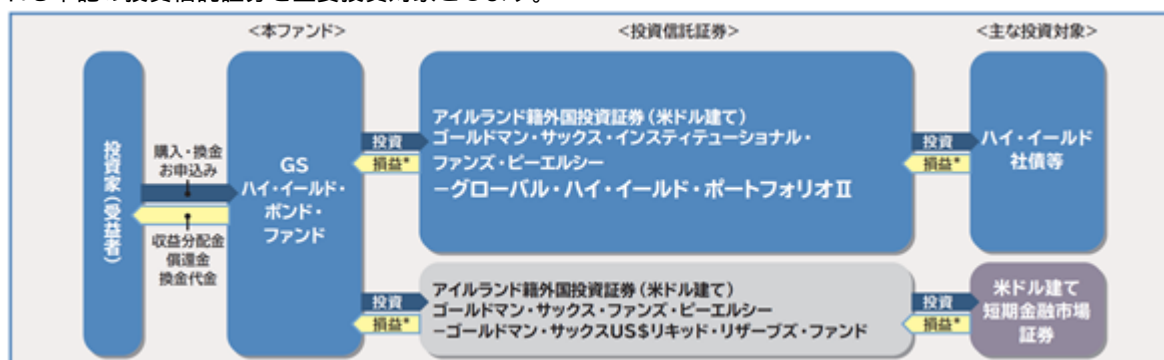 <本ファンド>
<投資信託証券>
<主な投資対象>
投資家(受益者)
購入・換金
お申込み
収益分配金
償還金
換金代金
GS
ハイ・イールド・
ボンド・
ファンド
投資
損益*
アイルランド籍外国投資証券(米ドル建て)
ゴールドマン・サックス・インスティテューショナル・
ファンズ・ピーエルシー
-グローバル・ハイ・イールド・ポートフォリオⅡ
投資
損益*
ハイ・イールド
社債等
投資
損益*
アイルランド籍外国投資証券(米ドル建て)
ゴールドマン・サックス・ファンズ・ピーエルシー
-ゴールドマン・サックスUS$リキッド・リザーブズ・ファンド
投資
損益*
米ドル建て
短期金融市場
証券